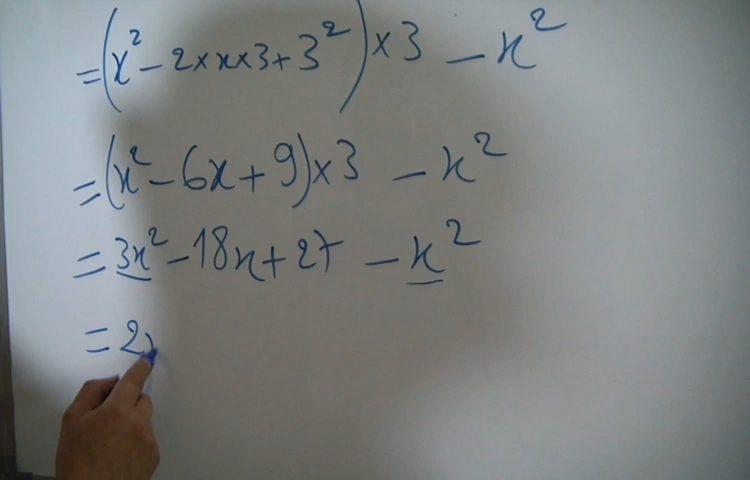 =(x² - 2×x×3+3²)×3 - x²
=(x² - 6x + 9)×3 - x²
= 3x² - 18x + 27 - x²
= 2